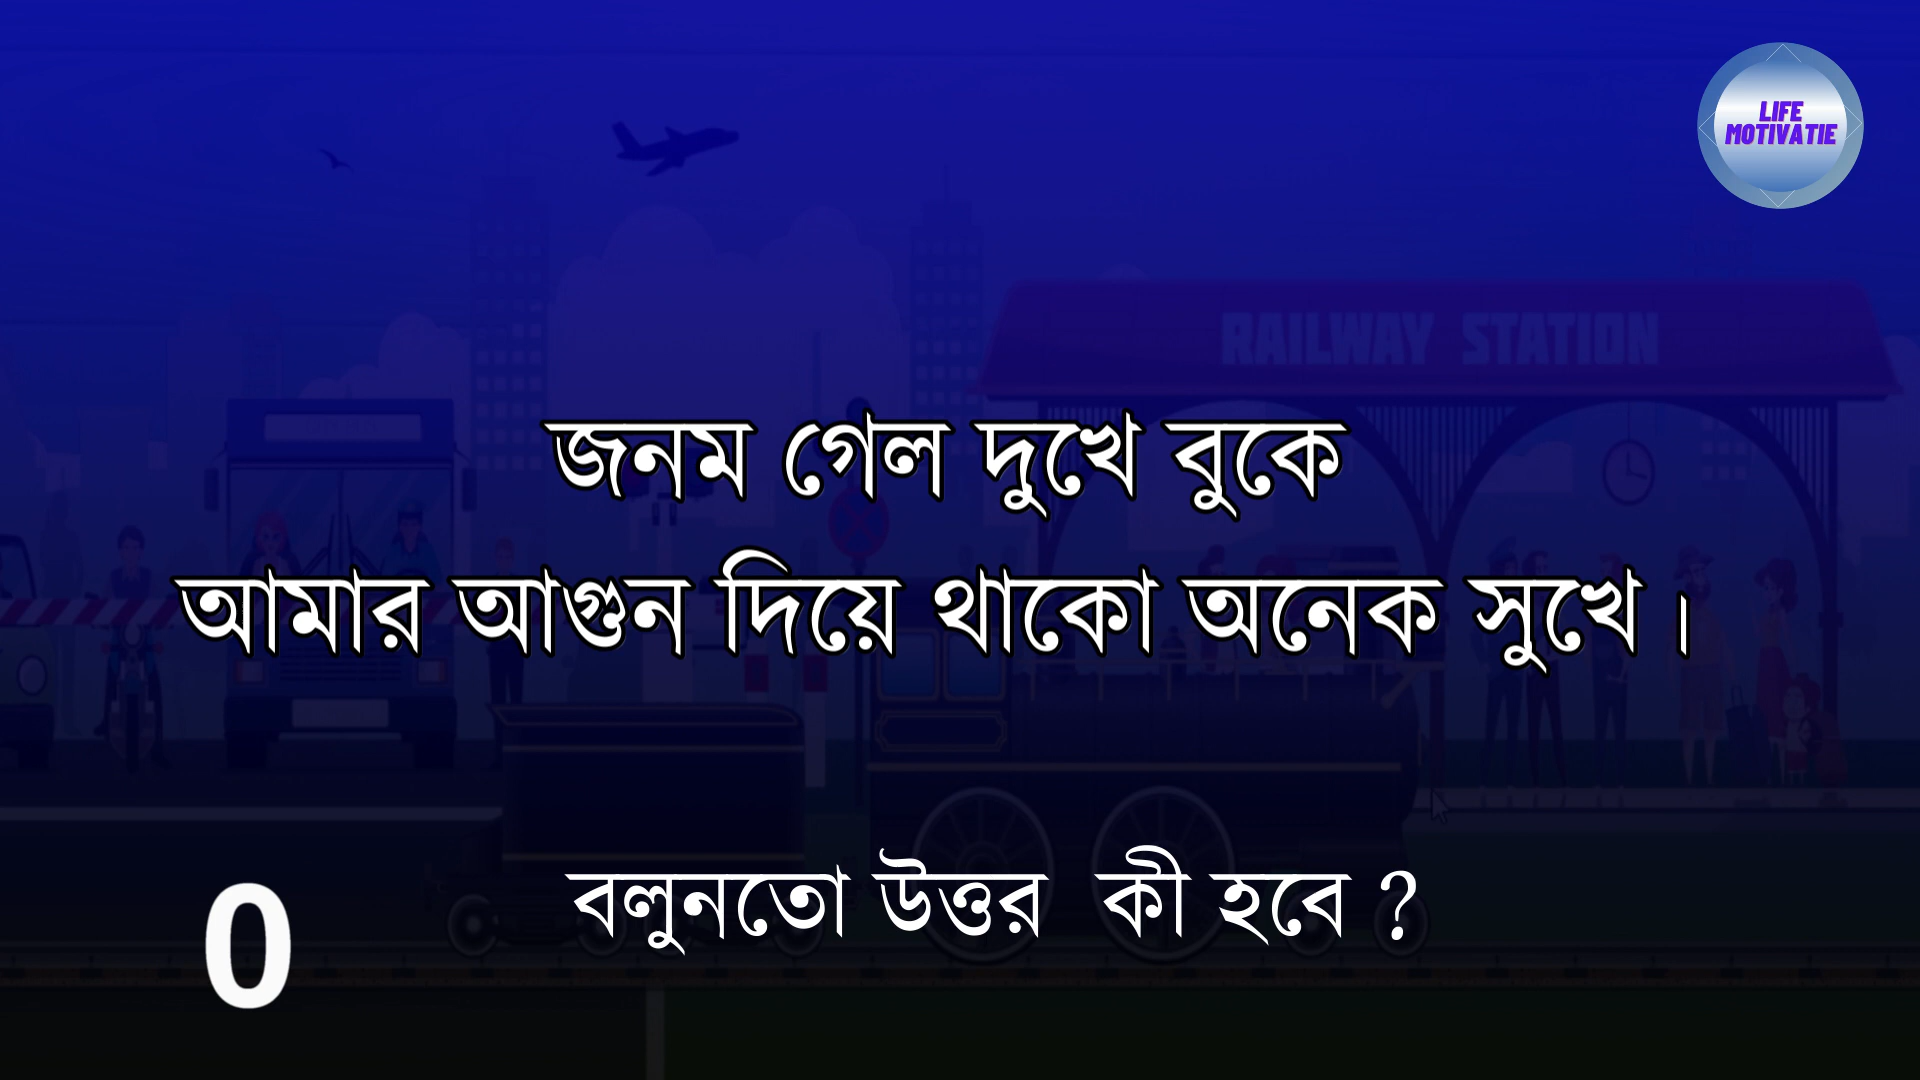 LIFE
MOTIVATIE
RAILWAY STATION
জনম গেল দুখে বুকে
আমার আগুন দিয়ে থাকো অনেক সুখে।
বলুনতো উত্তর কী হবে ?
0